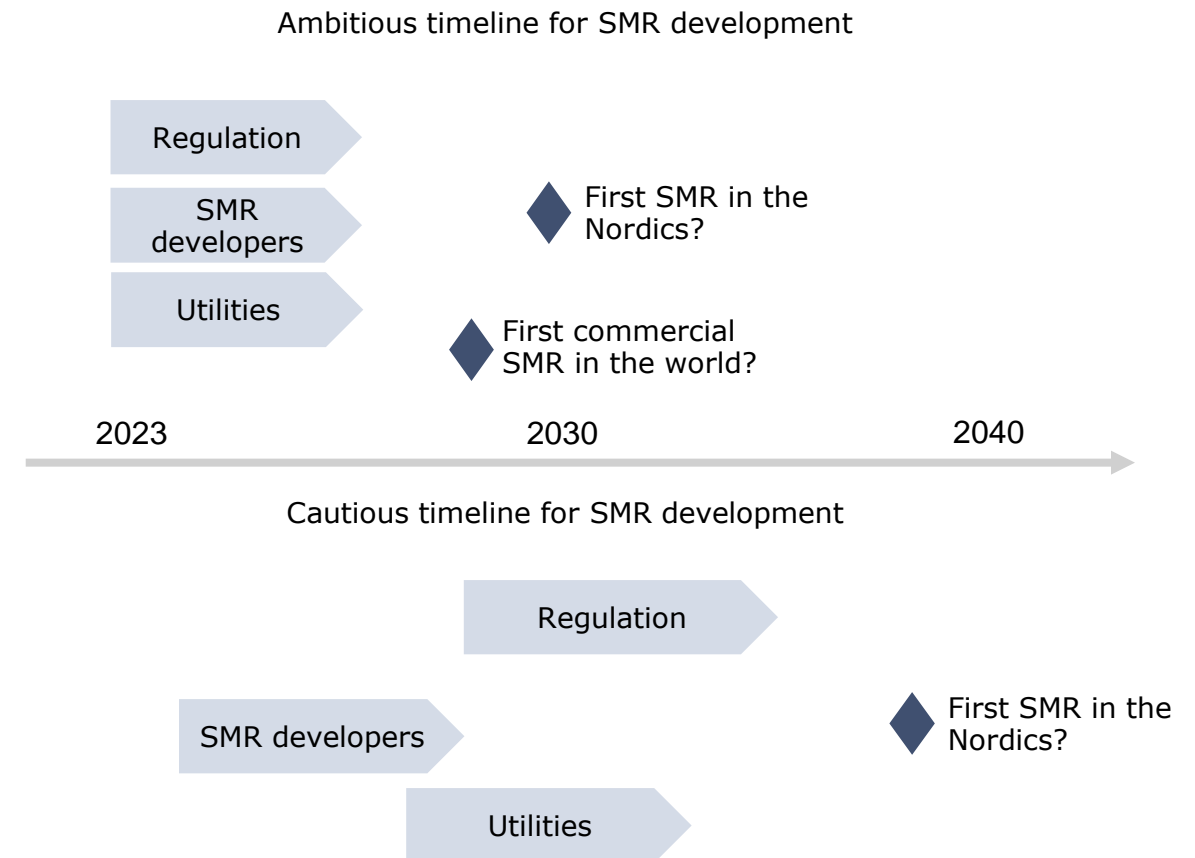 Ambitious timeline for SMR development
Regulation
SMR
developers
Utilities
First SMR in the
Nordics?
First commercial
SMR in the world?
2023
2030
2040
Cautious timeline for SMR development
Regulation
SMR developers
Utilities
First SMR in the
Nordics?